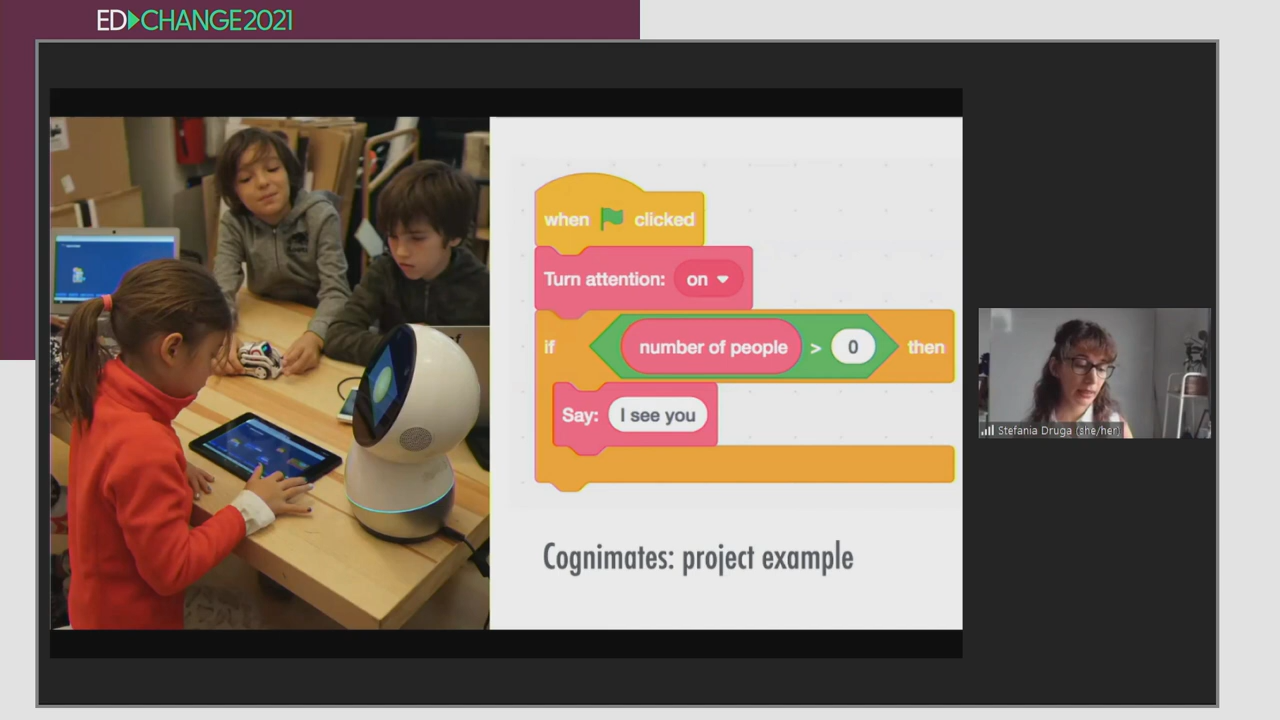 ED▶CHANGE2021
when clicked
Turn attention: on
if number of people > 0 then
Say: I see you
Cognimates: project example
Stefania Druga (she/her)